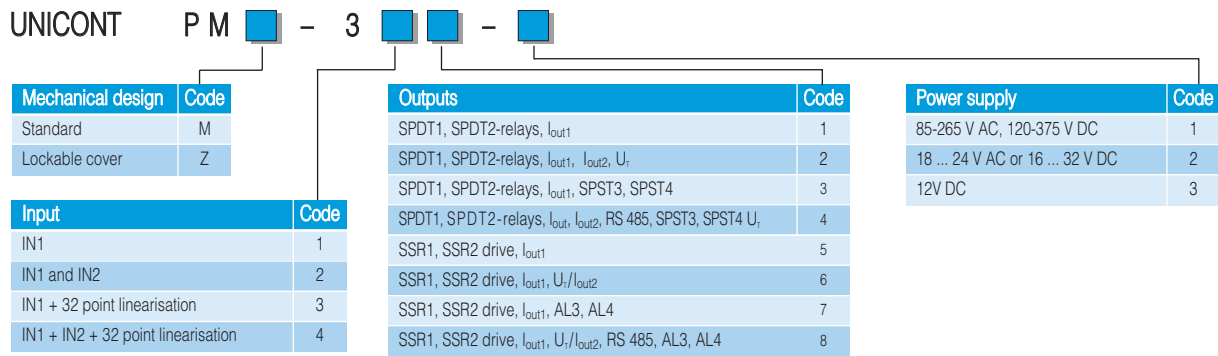 UNICONT PM – 3 –
Mechanical design Code
Standard M
Lockable cover Z
Input Code
IN1 1
IN1 and IN2 2
IN1 + 32 point linearisation 3
IN1 + IN2 + 32 point linearisation 4
Outputs Code
SPDT1, SPDT2-relays, Iout1 1
SPDT1, SPDT2-relays, Iout1, Iout2, UT 2
SPDT1, SPDT2-relays, Iout1, SPST3, SPST4 3
SPDT1, SPDT2-relays, Iout, Iout2, RS 485, SPST3, SPST4 UT 4
SSR1, SSR2 drive, Iout1 5
SSR1, SSR2 drive, Iout1, UT/Iout2 6
SSR1, SSR2 drive, Iout1, AL3, AL4 7
SSR1, SSR2 drive, Iout1, UT/Iout2, RS 485, AL3, AL4 8
Power supply Code
85-265 V AC, 120-375 V DC 1
18 ... 24 V AC or 16 ... 32 V DC 2
12V DC 3